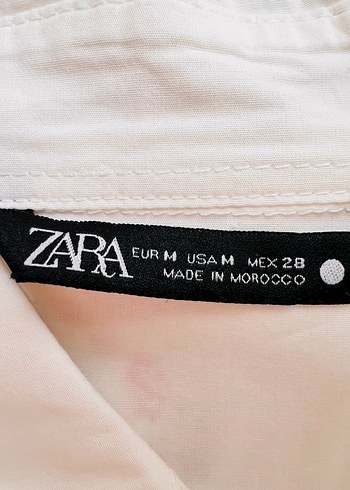 ZARA
EUR M USA M MEX 28
MADE IN MOROCCO